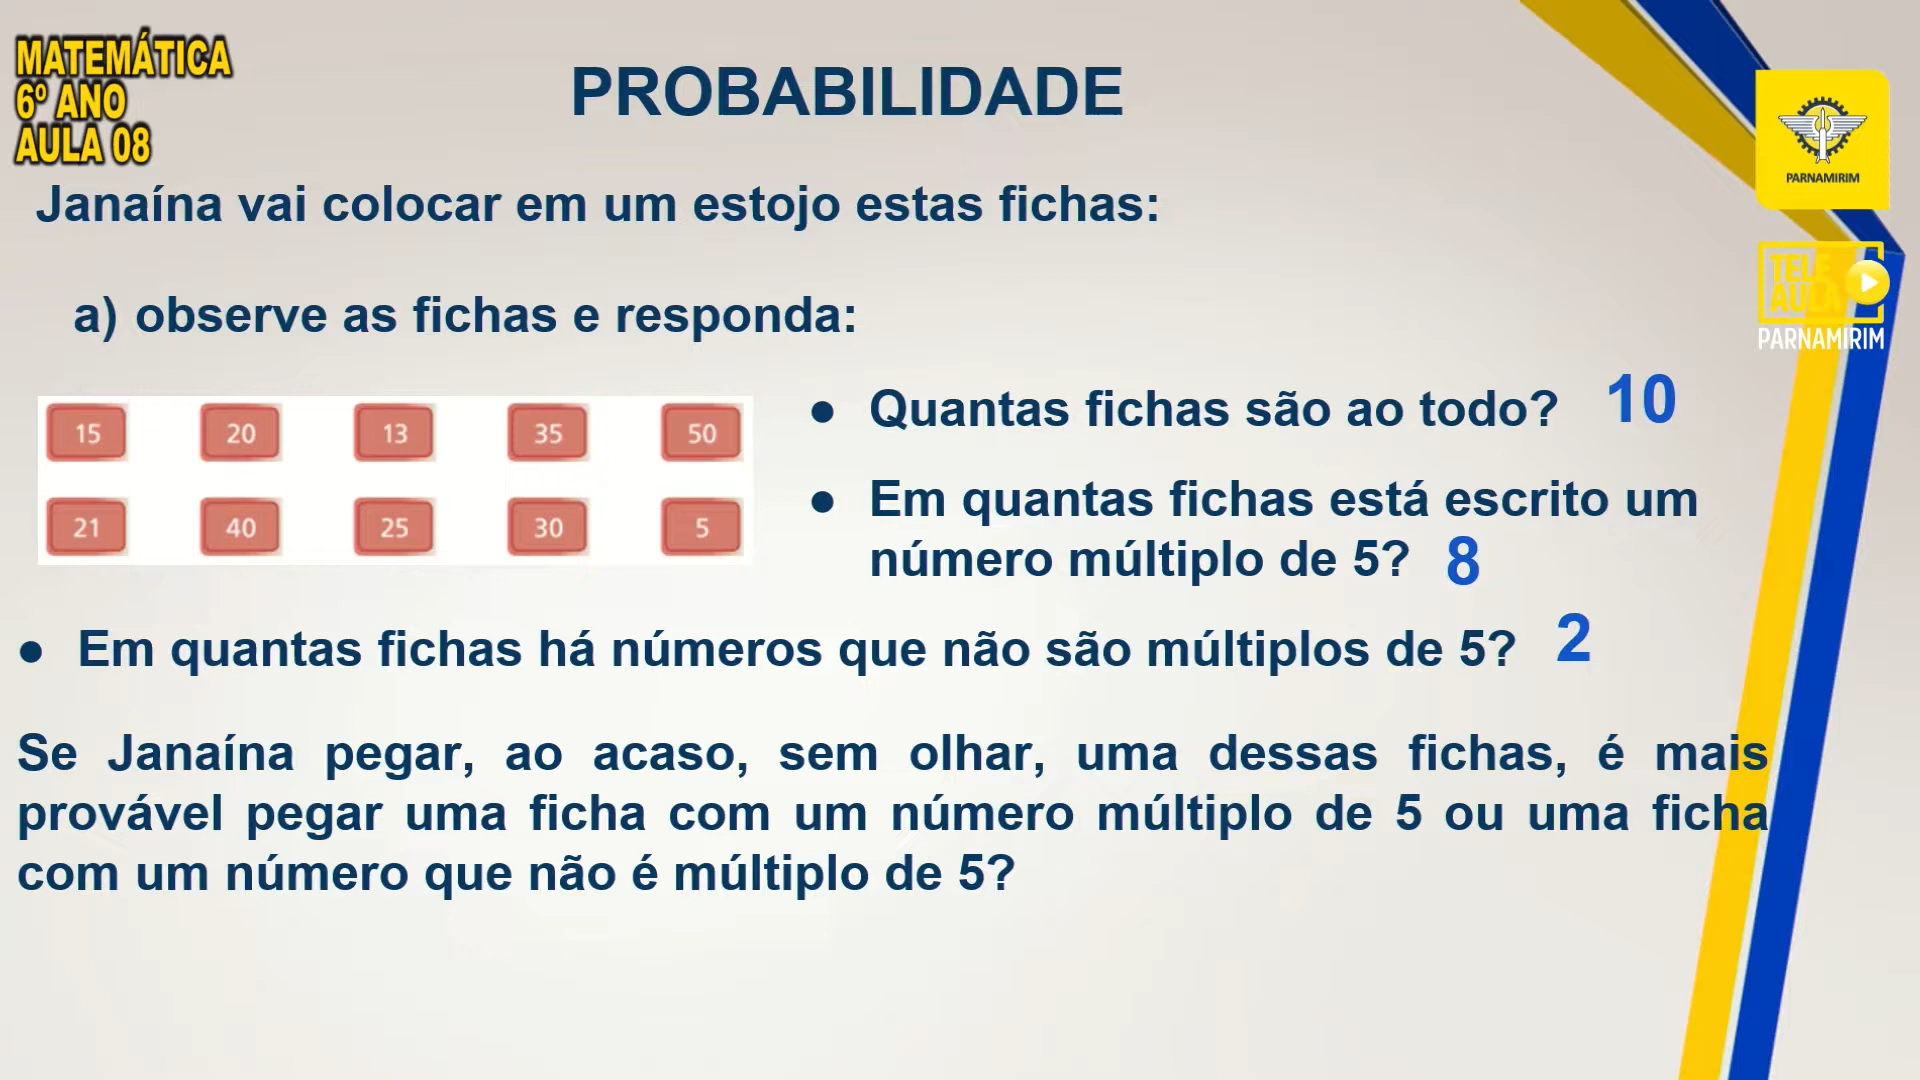 MATEMÁTICA
6º ANO
AULA 08
PROBABILIDADE
PARNAMIRIM
Janaína vai colocar em um estojo estas fichas:
TELE
AULA
PARNAMIRIM
a) observe as fichas e responda:
15 20 13 35 50
21 40 25 30 5
● Quantas fichas são ao todo? 10
● Em quantas fichas está escrito um
número múltiplo de 5? 8
● Em quantas fichas há números que não são múltiplos de 5? 2
Se Janaína pegar, ao acaso, sem olhar, uma dessas fichas, é mais
provável pegar uma ficha com um número múltiplo de 5 ou uma ficha
com um número que não é múltiplo de 5?